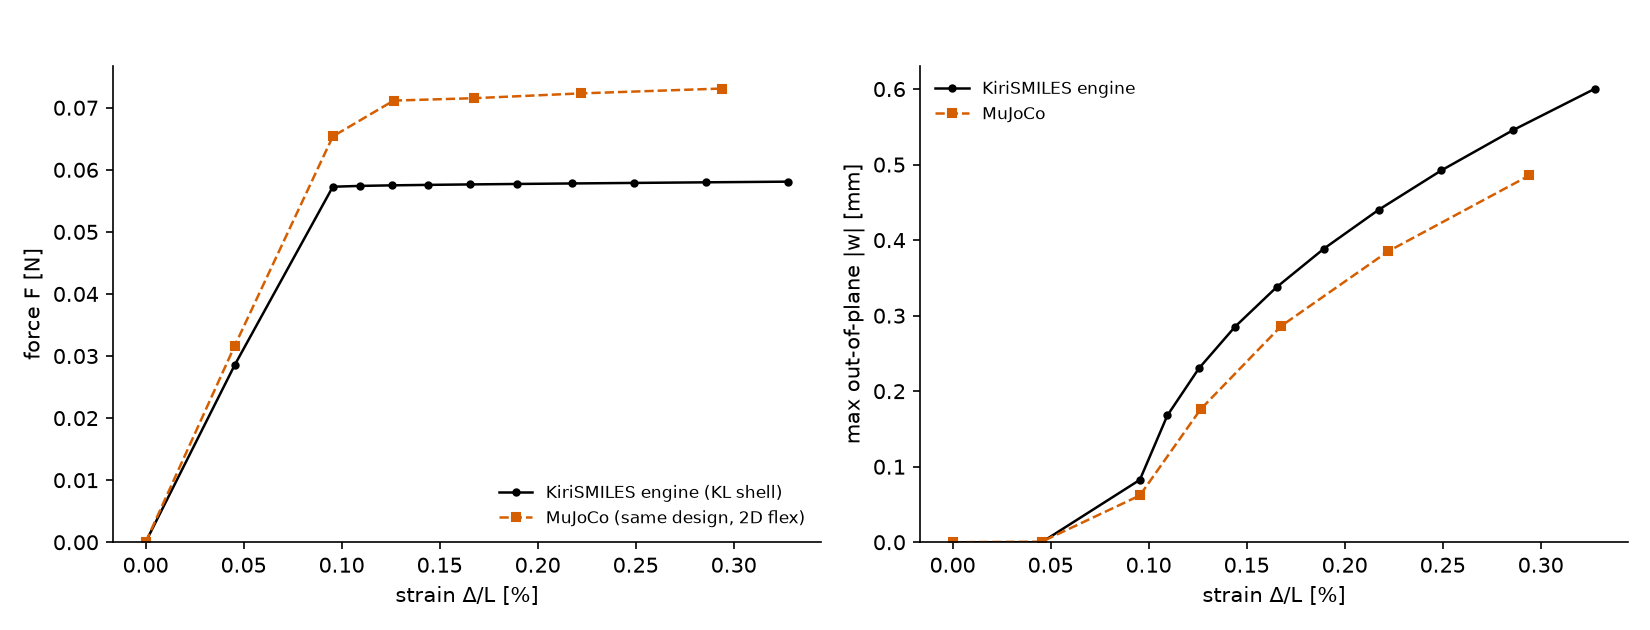 force F [N]
0.07
0.06
0.05
0.04
0.03
0.02
0.01
0.00
0.00 0.05 0.10 0.15 0.20 0.25 0.30
strain Δ/L [%]
KiriSMILES engine (KL shell)
MuJoCo (same design, 2D flex)
max out-of-plane |w| [mm]
0.6
0.5
0.4
0.3
0.2
0.1
0.0
0.00 0.05 0.10 0.15 0.20 0.25 0.30
strain Δ/L [%]
KiriSMILES engine
MuJoCo